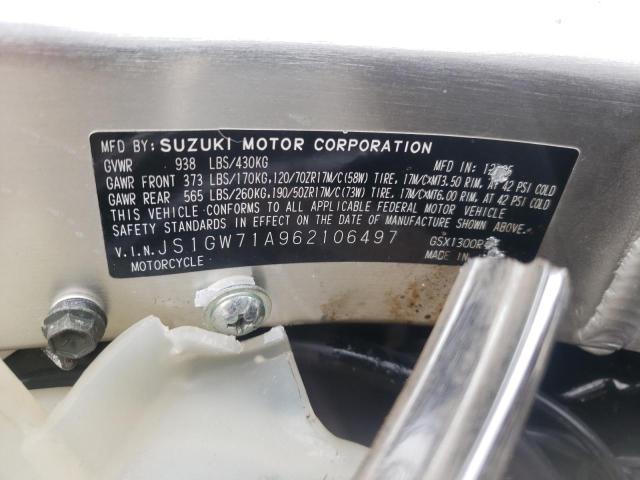 MFD BY: SUZUKI MOTOR CORPORATION
GVWR 938 LBS/430KG MFD IN:
GAWR FRONT 373 LBS/170KG,120/70ZR17M/C(58W) TIRE, 17M/CXMT3.50 RIM, AT 42 PSI COLD
GAWR REAR 565 LBS/260KG,190/50ZR17M/C(73W) TIRE, 17M/CXMT6.00 RIM, AT 42 PSI COLD
THIS VEHICLE CONFORMS TO ALL APPLICABLE FEDERAL MOTOR VEHICLE
SAFETY STANDARDS IN EFFECT ON THE DATE OF MANUFACTURE SHOWN ABOVE
V.I.N. JS1GW71A962106497 GSX1300R
MOTORCYCLE MADE IN